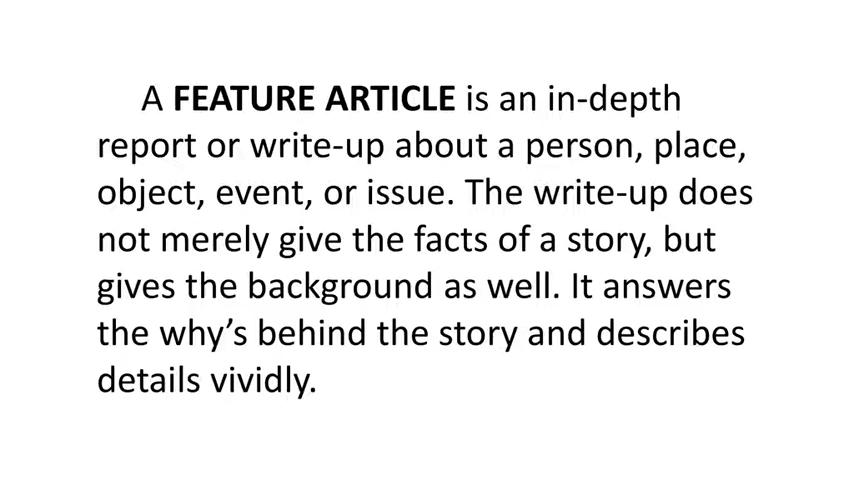 A FEATURE ARTICLE is an in-depth
report or write-up about a person, place,
object, event, or issue. The write-up does
not merely give the facts of a story, but
gives the background as well. It answers
the why’s behind the story and describes
details vividly.